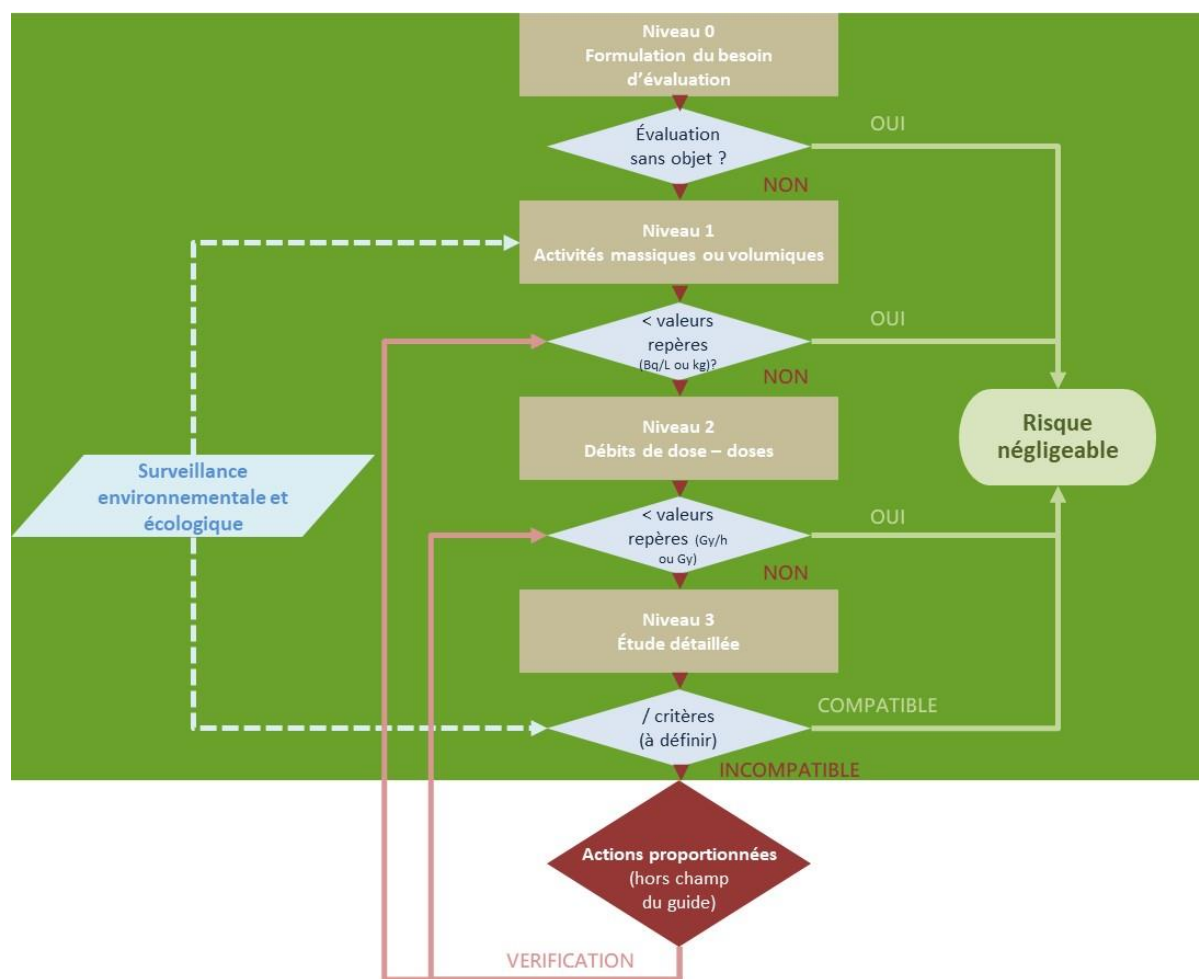 Niveau 0
Formulation du besoin
d’évaluation
Évaluation
sans objet ?
OUI
NON
Niveau 1
Activités massiques ou volumiques
< valeurs
repères
(Bq/L ou kg)?
OUI
NON
Niveau 2
Débits de dose – doses
Risque
négligeable
Surveillance
environnementale et
écologique
< valeurs
repères (Gy/h
ou Gy)
OUI
NON
Niveau 3
Étude détaillée
/ critères
(à définir)
COMPATIBLE
INCOMPATIBLE
Actions proportionnées
(hors champ
du guide)
VERIFICATION